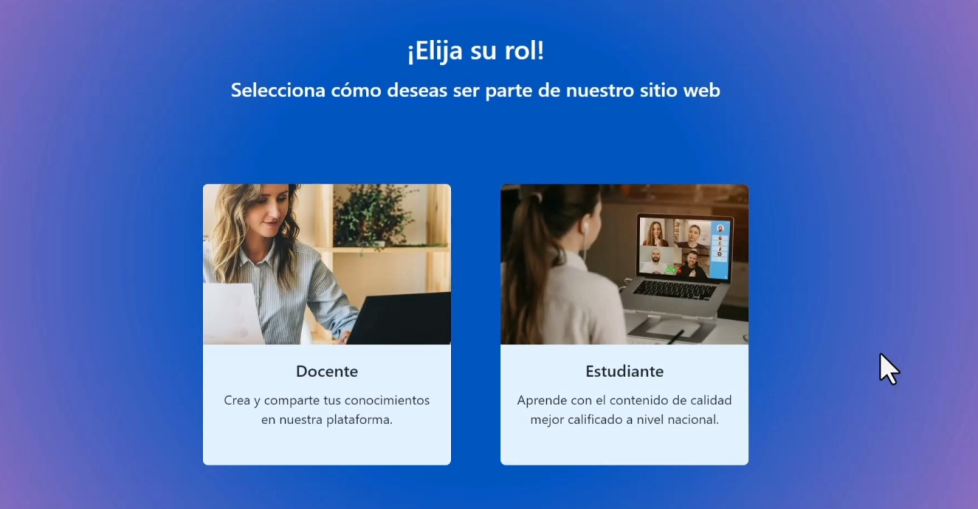 ¡Elija su rol!
Selecciona cómo deseas ser parte de nuestro sitio web
Docente
Crea y comparte tus conocimientos
en nuestra plataforma.
Estudiante
Aprende con el contenido de calidad
mejor calificado a nivel nacional.